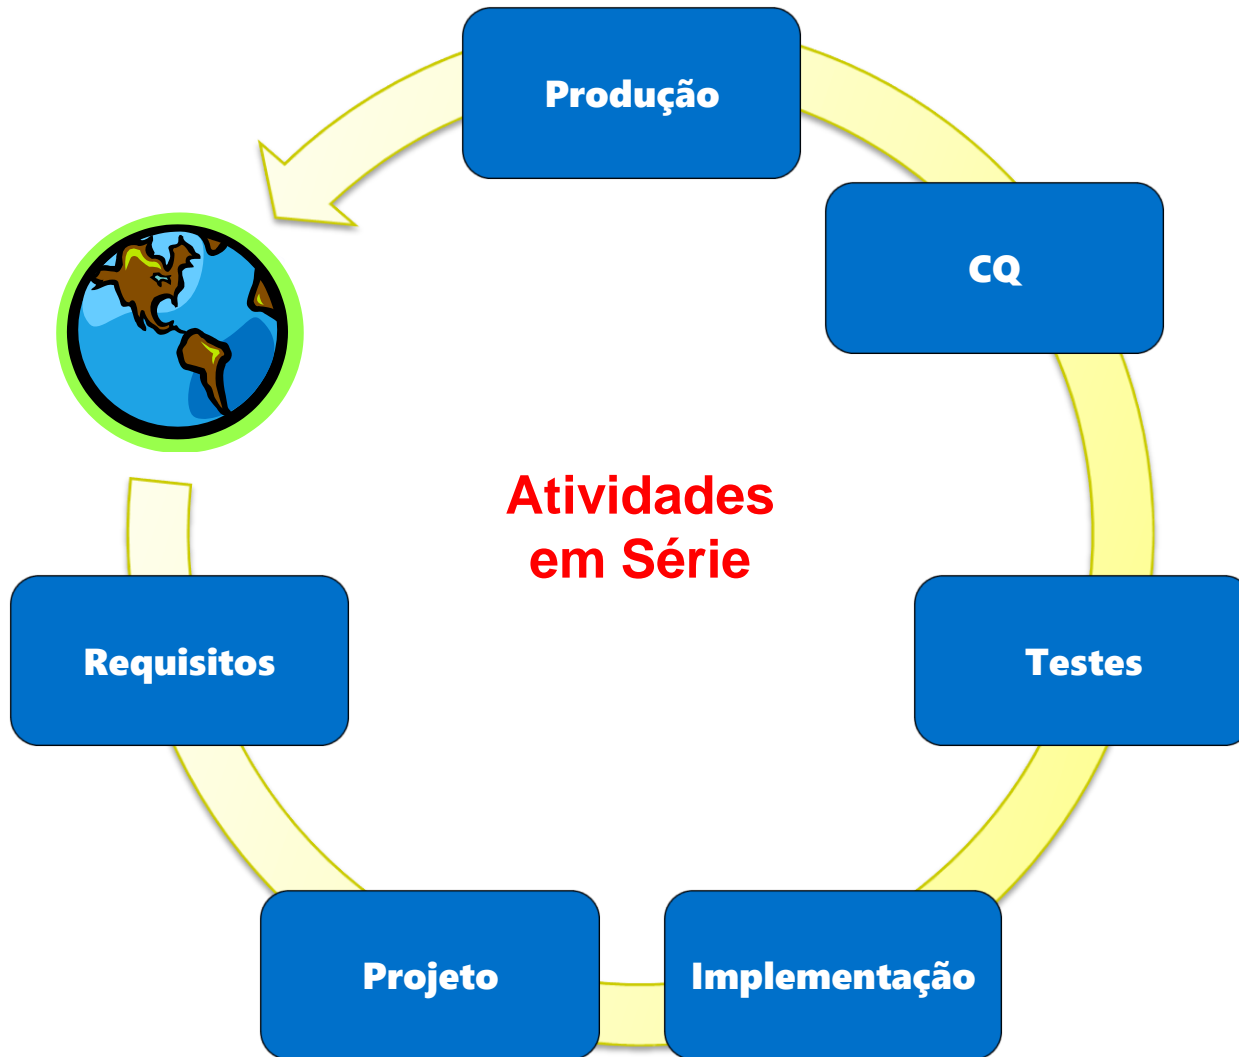 Produção
CQ
Atividades
em Série
Requisitos
Testes
Projeto
Implementação